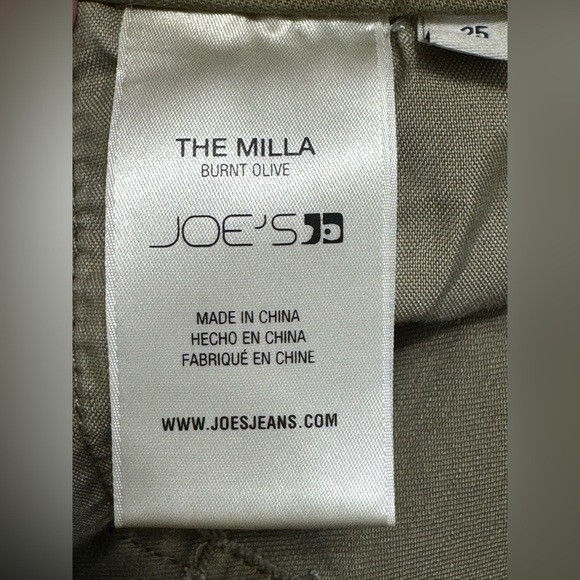 25
THE MILLA
BURNT OLIVE
JOE'S
MADE IN CHINA
HECHO EN CHINA
FABRIQUÉ EN CHINE
WWW.JOESJEANS.COM